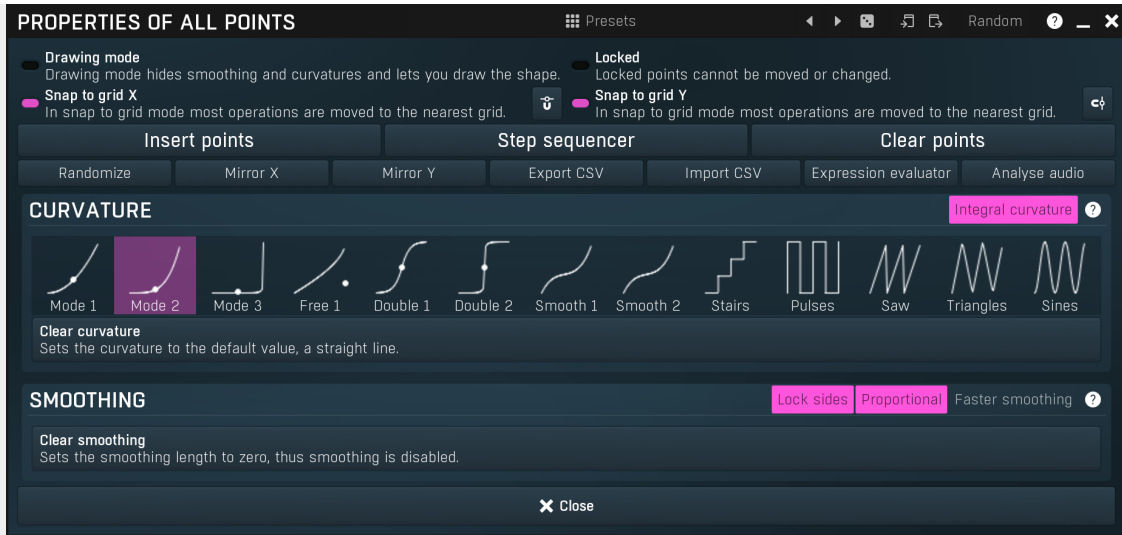 PROPERTIES OF ALL POINTS Presets Random ?
Drawing mode
Drawing mode hides smoothing and curvatures and lets you draw the shape.
Locked
Locked points cannot be moved or changed.
Snap to grid X
In snap to grid mode most operations are moved to the nearest grid.
Snap to grid Y
In snap to grid mode most operations are moved to the nearest grid.
Insert points Step sequencer Clear points
Randomize Mirror X Mirror Y Export CSV Import CSV Expression evaluator Analyse audio
CURVATURE Integral curvature ?
Mode 1 Mode 2 Mode 3 Free 1 Double 1 Double 2 Smooth 1 Smooth 2 Stairs Pulses Saw Triangles Sines
Clear curvature
Sets the curvature to the default value, a straight line.
SMOOTHING Lock sides Proportional Faster smoothing ?
Clear smoothing
Sets the smoothing length to zero, thus smoothing is disabled.
Close